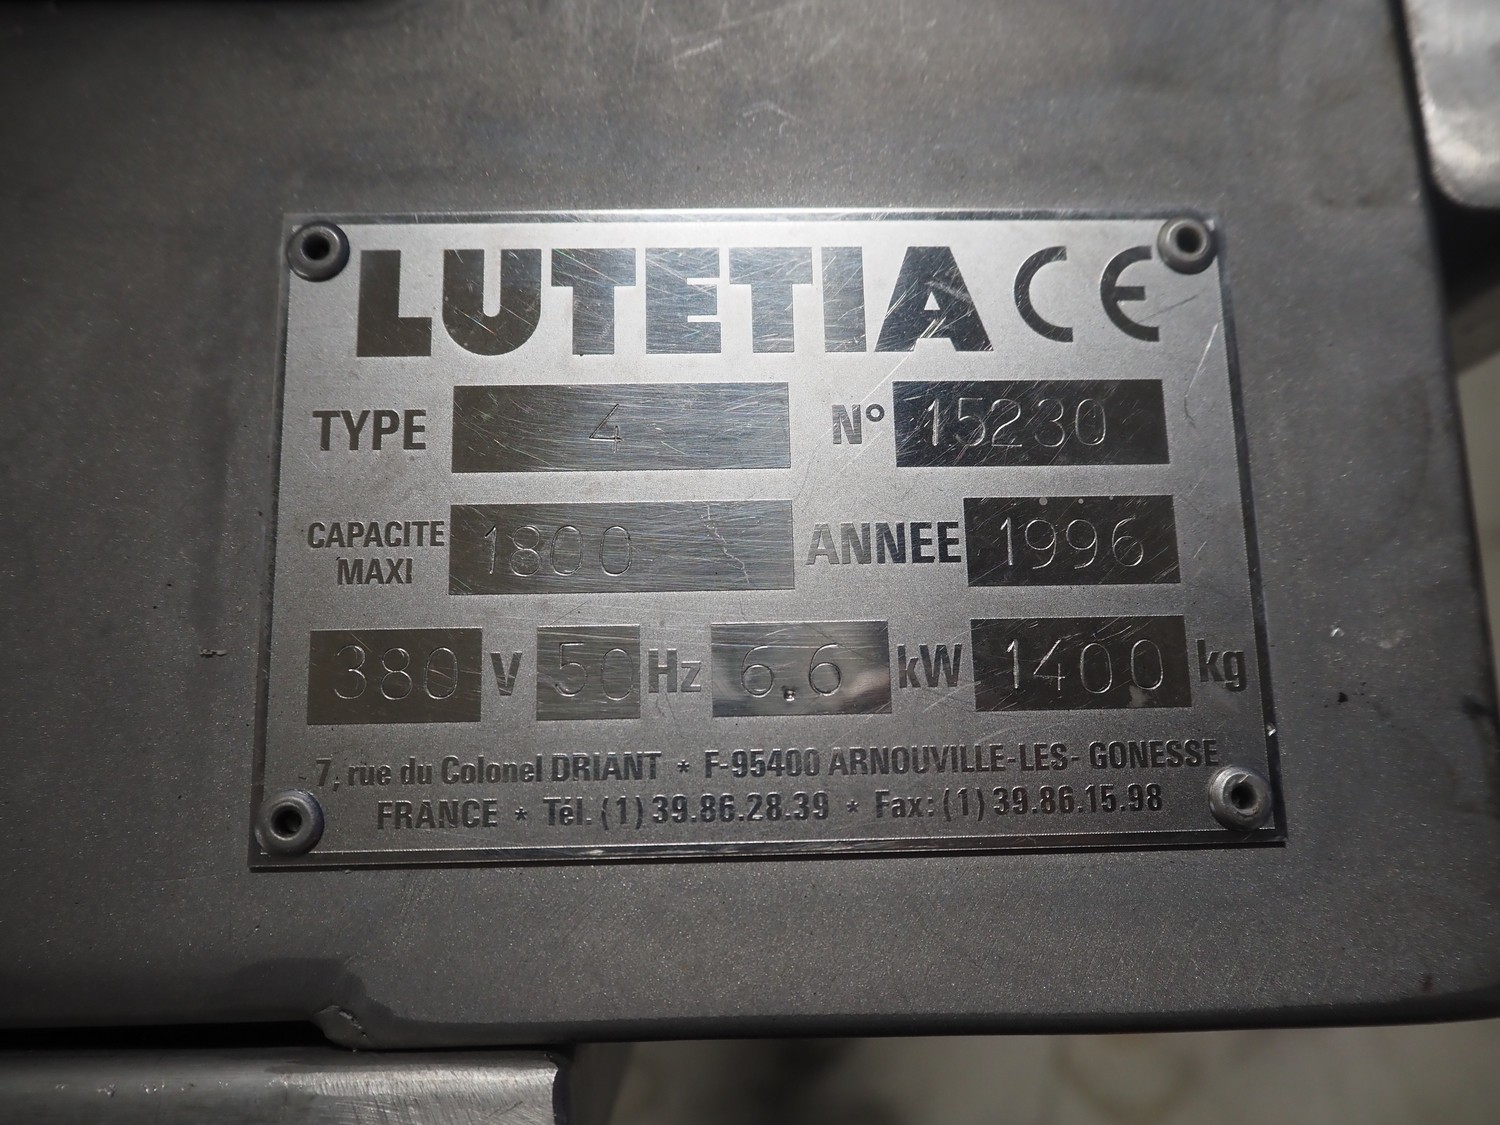 LUTETIA CE
TYPE 4 N° 15230
CAPACITE MAXI 1800 ANNEE 1996
380 V 50 Hz 6.6 kW 1400 kg
7, rue du Colonel DRIANT * F-95400 ARNOUVILLE-LES- GONESSE
FRANCE * Tél. (1) 39.86.28.39 * Fax: (1) 39.86.15.98